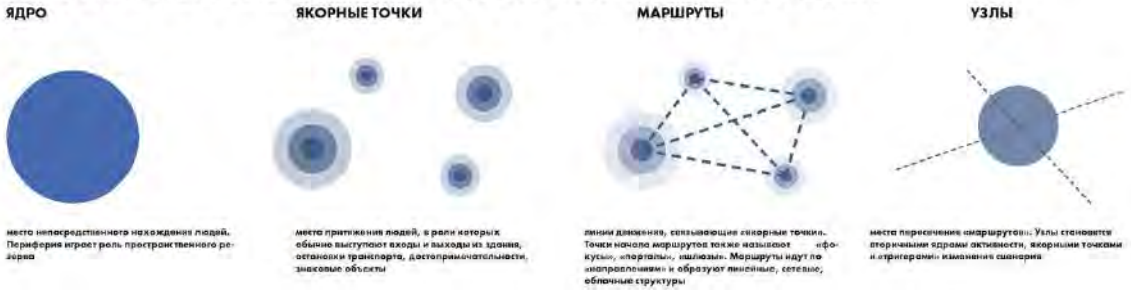 ЯДРО
ЯКОРНЫЕ ТОЧКИ
МАРШРУТЫ
УЗЛЫ
места непосредственного нахождения людей.
Периферия играет роль пространственного ре-
зерва
места притяжения людей, в роли которых
обычно выступают входы и выходы из здания,
остановки транспорта, достопримечательности,
знаковые объекты
линии движения, связывающие «якорные точки».
Точки начала маршрутов также называют «фо-
кусы», «порталы», «шлюзы». Маршруты идут по
«направлениям» и образуют линейные, сетевые,
облачные структуры
места пересечения «маршрутов». Узлы становятся
вторичными ядрами активности, якорными точками
и «тригерами» изменения сценария